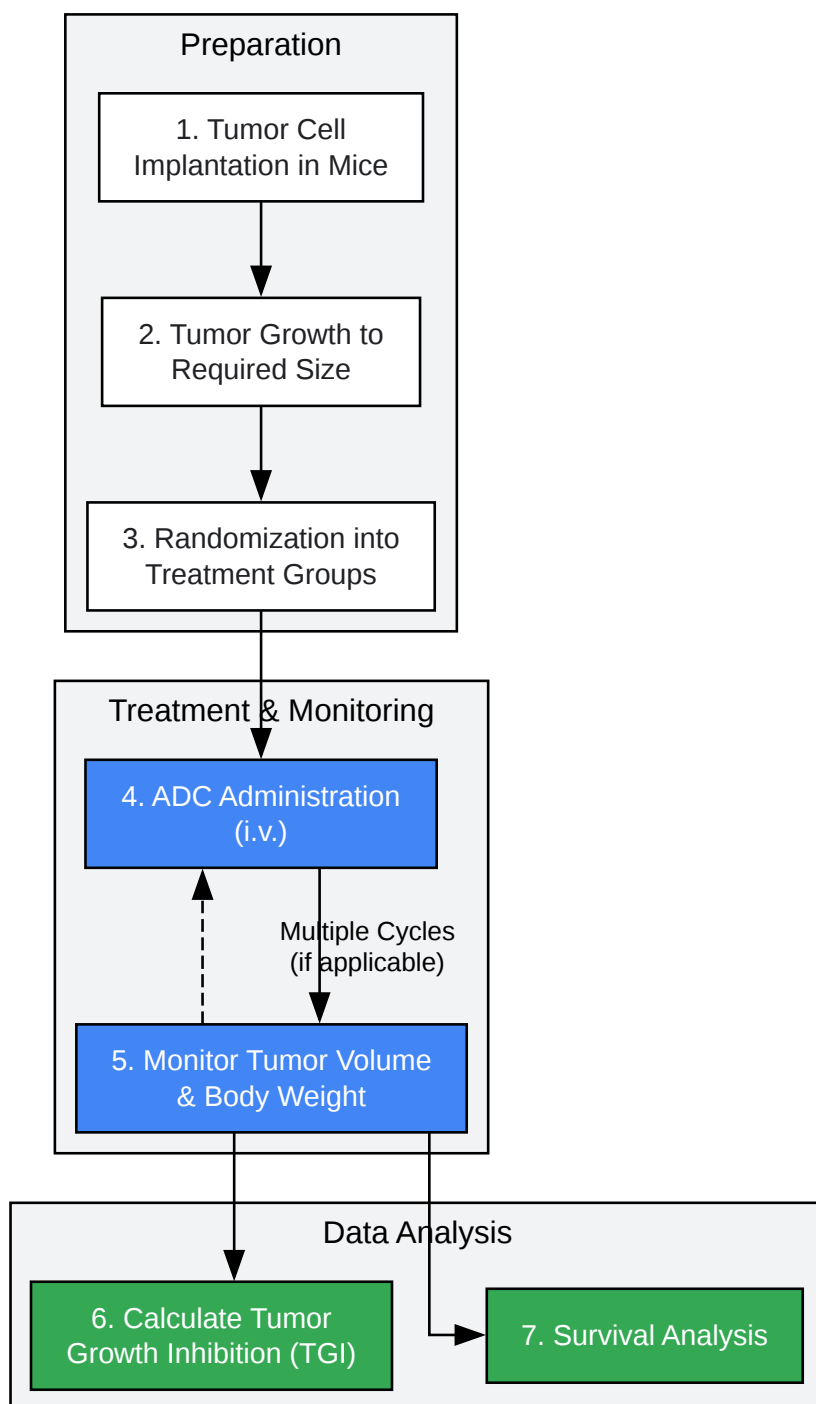 Preparation
1. Tumor Cell
Implantation in Mice
2. Tumor Growth to
Required Size
3. Randomization into
Treatment Groups
Treatment & Monitoring
4. ADC Administration
(i.v.)
Multiple Cycles
(if applicable)
5. Monitor Tumor Volume
& Body Weight
Data Analysis
6. Calculate Tumor
Growth Inhibition (TGI)
7. Survival Analysis